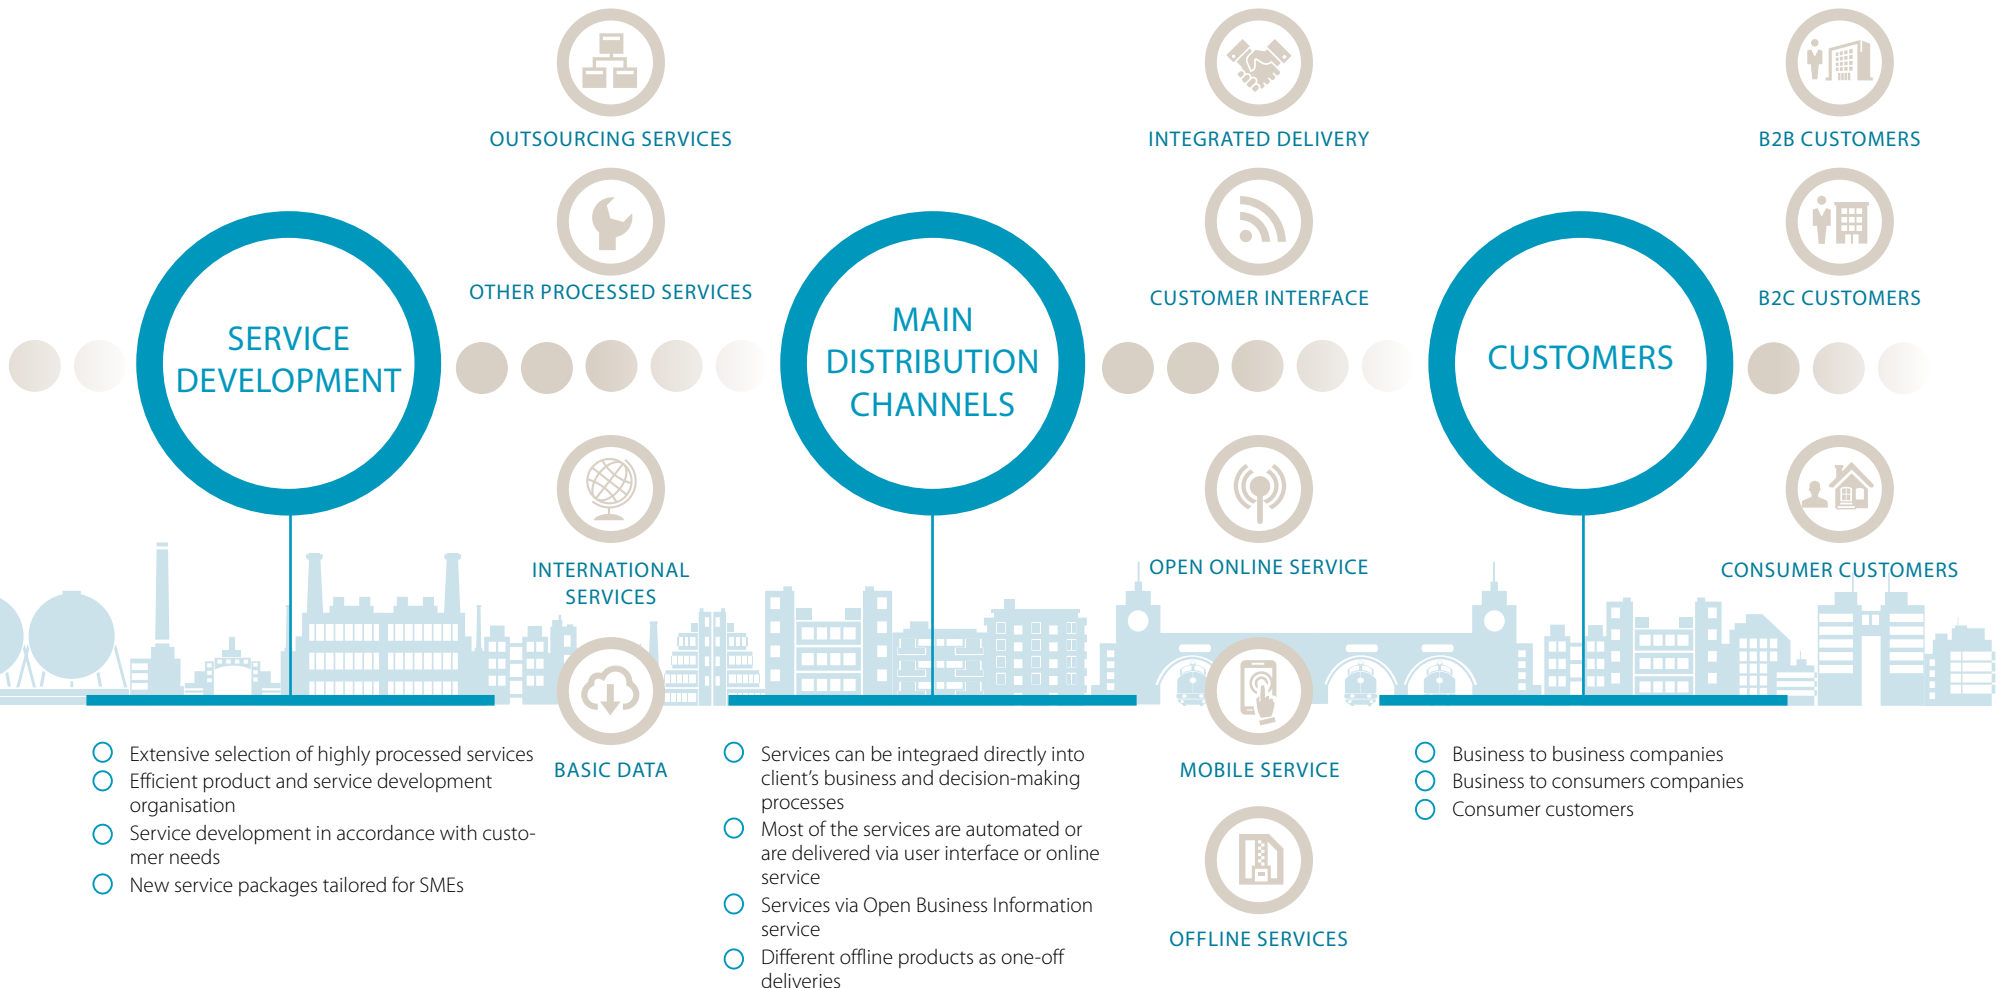 OUTSOURCING SERVICES
OTHER PROCESSED SERVICES
SERVICE
DEVELOPMENT
INTERNATIONAL
SERVICES
BASIC DATA
Extensive selection of highly processed services
Efficient product and service development
organisation
Service development in accordance with custo-
mer needs
New service packages tailored for SMEs
INTEGRATED DELIVERY
CUSTOMER INTERFACE
MAIN
DISTRIBUTION
CHANNELS
OPEN ONLINE SERVICE
MOBILE SERVICE
OFFLINE SERVICES
Services can be integraed directly into
client’s business and decision-making
processes
Most of the services are automated or
are delivered via user interface or online
service
Services via Open Business Information
service
Different offline products as one-off
deliveries
B2B CUSTOMERS
B2C CUSTOMERS
CUSTOMERS
CONSUMER CUSTOMERS
Business to business companies
Business to consumers companies
Consumer customers